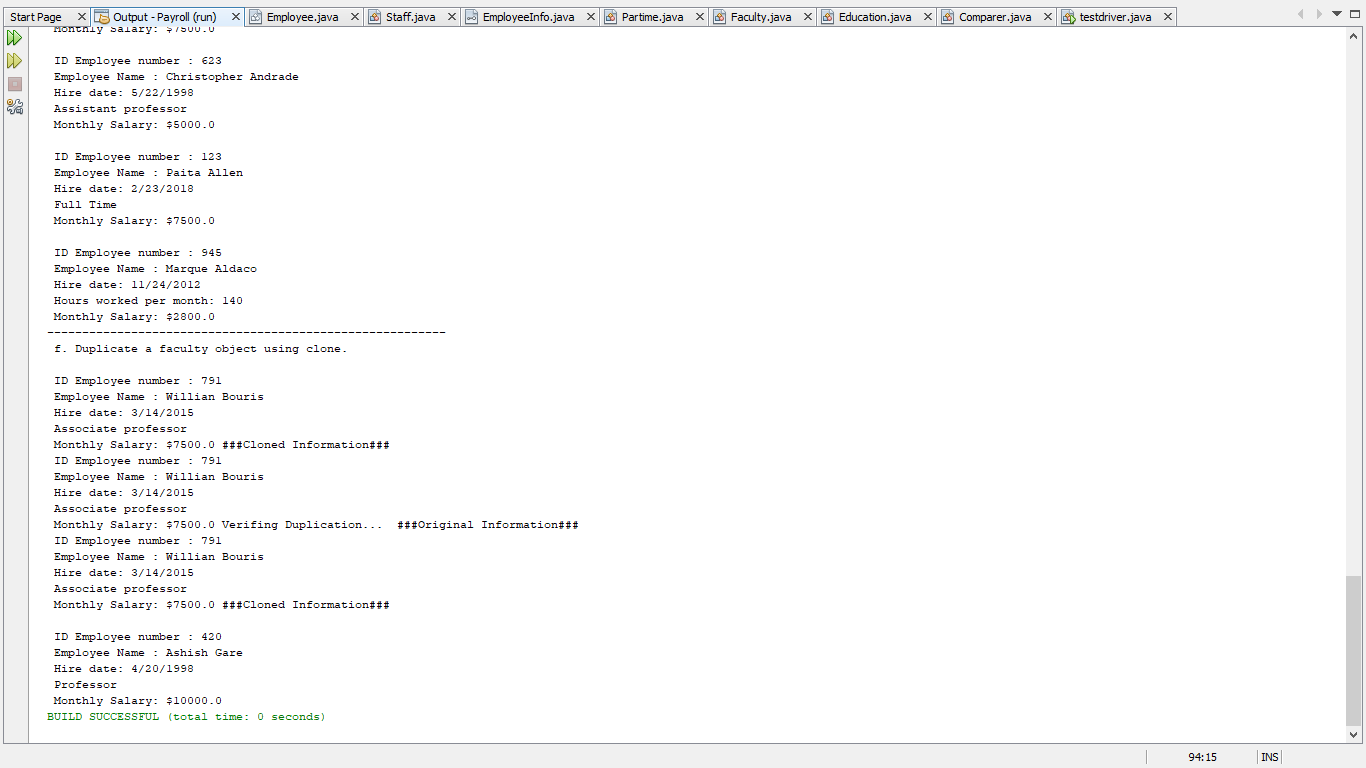 Start Page Output - Payroll (run) Employee.java Staff.java EmployeeInfo.java Partime.java Faculty.java Education.java Comparer.java testdriver.java
Monthly Salary: $7500.0
ID Employee number : 623
Employee Name : Christopher Andrade
Hire date: 5/22/1998
Assistant professor
Monthly Salary: $5000.0
ID Employee number : 123
Employee Name : Paita Allen
Hire date: 2/23/2018
Full Time
Monthly Salary: $7500.0
ID Employee number : 945
Employee Name : Marque Aldaco
Hire date: 11/24/2012
Hours worked per month: 140
Monthly Salary: $2800.0
---------------------------------------------------------
f. Duplicate a faculty object using clone.
ID Employee number : 791
Employee Name : Willian Bouris
Hire date: 3/14/2015
Associate professor
Monthly Salary: $7500.0 ###Cloned Information###
ID Employee number : 791
Employee Name : Willian Bouris
Hire date: 3/14/2015
Associate professor
Monthly Salary: $7500.0 Verifing Duplication...  ###Original Information###
ID Employee number : 791
Employee Name : Willian Bouris
Hire date: 3/14/2015
Associate professor
Monthly Salary: $7500.0 ###Cloned Information###
ID Employee number : 420
Employee Name : Ashish Gare
Hire date: 4/20/1998
Professor
Monthly Salary: $10000.0
BUILD SUCCESSFUL (total time: 0 seconds)
94:15 INS